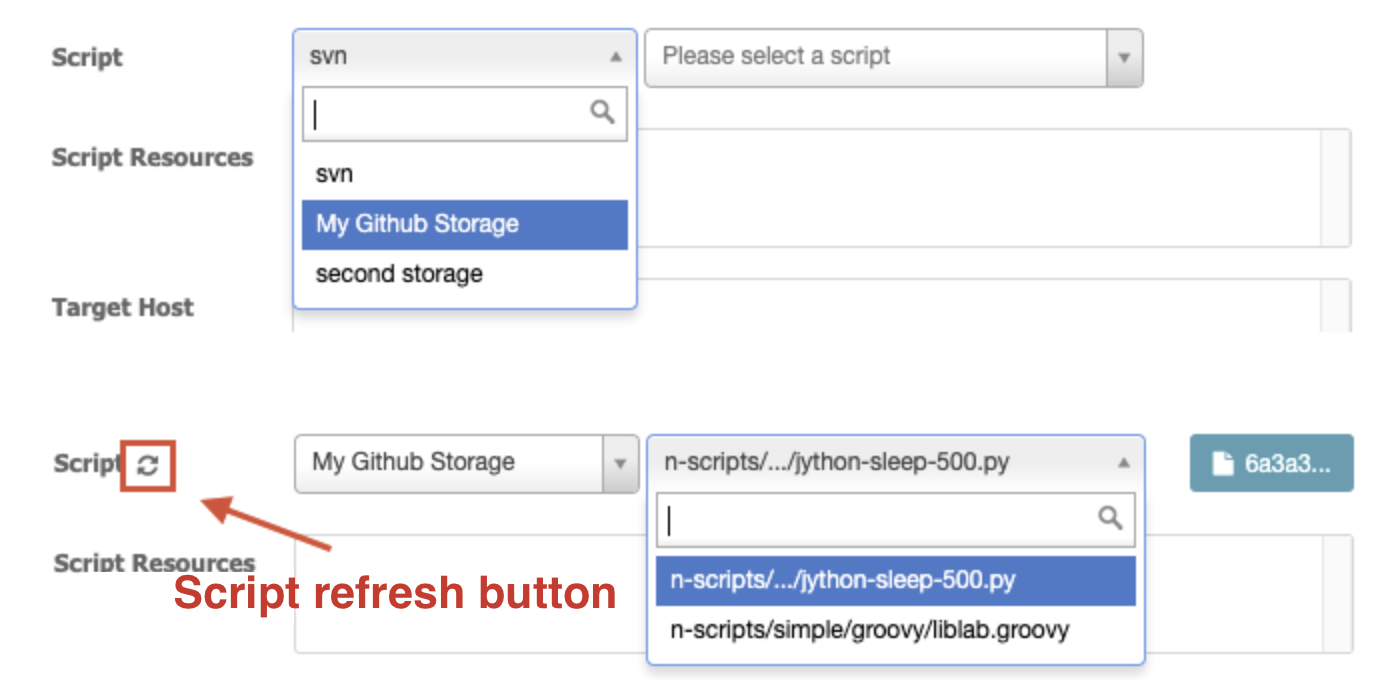 Script
svn
Please select a script
svn
Script Resources
My Github Storage
second storage
Target Host
Script
My Github Storage
n-scripts/.../jython-sleep-500.py
6a3a3...
Script Resources
Script refresh button
n-scripts/.../jython-sleep-500.py
n-scripts/simple/groovy/liblab.groovy